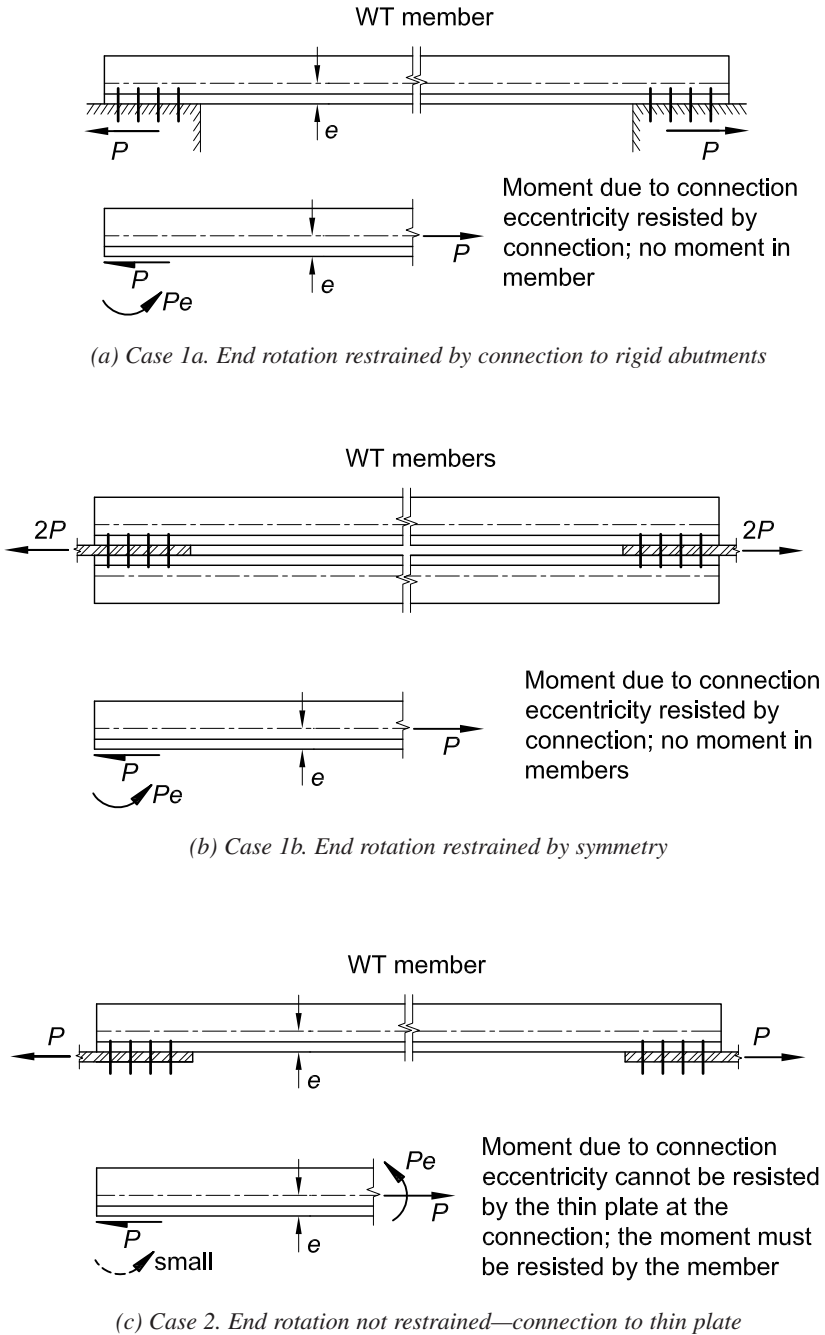 WT member
e
P
P
Moment due to connection
eccentricity resisted by
connection; no moment in
member
P
P
e
Pe
(a) Case 1a. End rotation restrained by connection to rigid abutments
WT members
2P
2P
Moment due to connection
eccentricity resisted by
connection; no moment in
members
P
P
e
Pe
(b) Case 1b. End rotation restrained by symmetry
WT member
P
P
e
Moment due to connection
eccentricity cannot be resisted
by the thin plate at the
connection; the moment must
be resisted by the member
Pe
P
P
e
small
(c) Case 2. End rotation not restrained—connection to thin plate